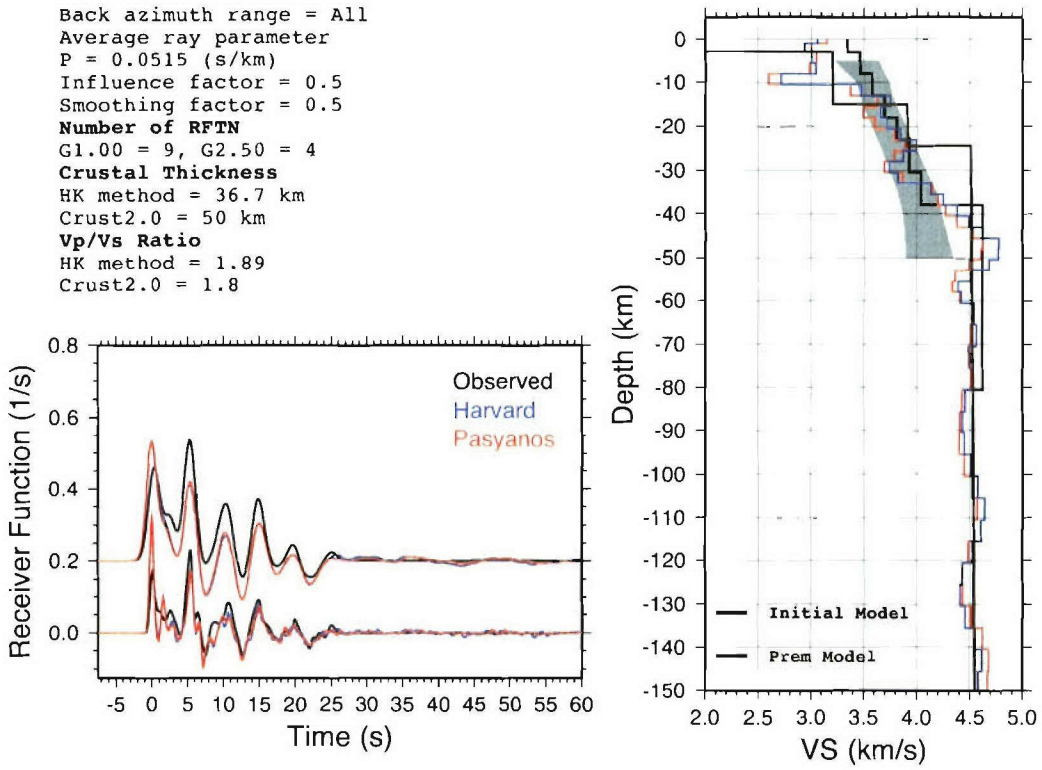 Back azimuth range = All
Average ray parameter
P = 0.0515 (s/km)
Influence factor = 0.5
Smoothing factor = 0.5
Number of RFTN
G1.00 = 9, G2.50 = 4
Crustal Thickness
HK method = 36.7 km
Crust2.0 = 50 km
Vp/Vs Ratio
HK method = 1.89
Crust2.0 = 1.8
Receiver Function (1/s)
0.8
0.6
0.4
0.2
0.0
Observed
Harvard
Pasyanos
-5 0 5 10 15 20 25 30 35 40 45 50 55 60
Time (s)
Depth (km)
0
-10
-20
-30
-40
-50
-60
-70
-80
-90
-100
-110
-120
-130
-140
-150
Initial Model
Prem Model
2.0 2.5 3.0 3.5 4.0 4.5 5.0
VS (km/s)